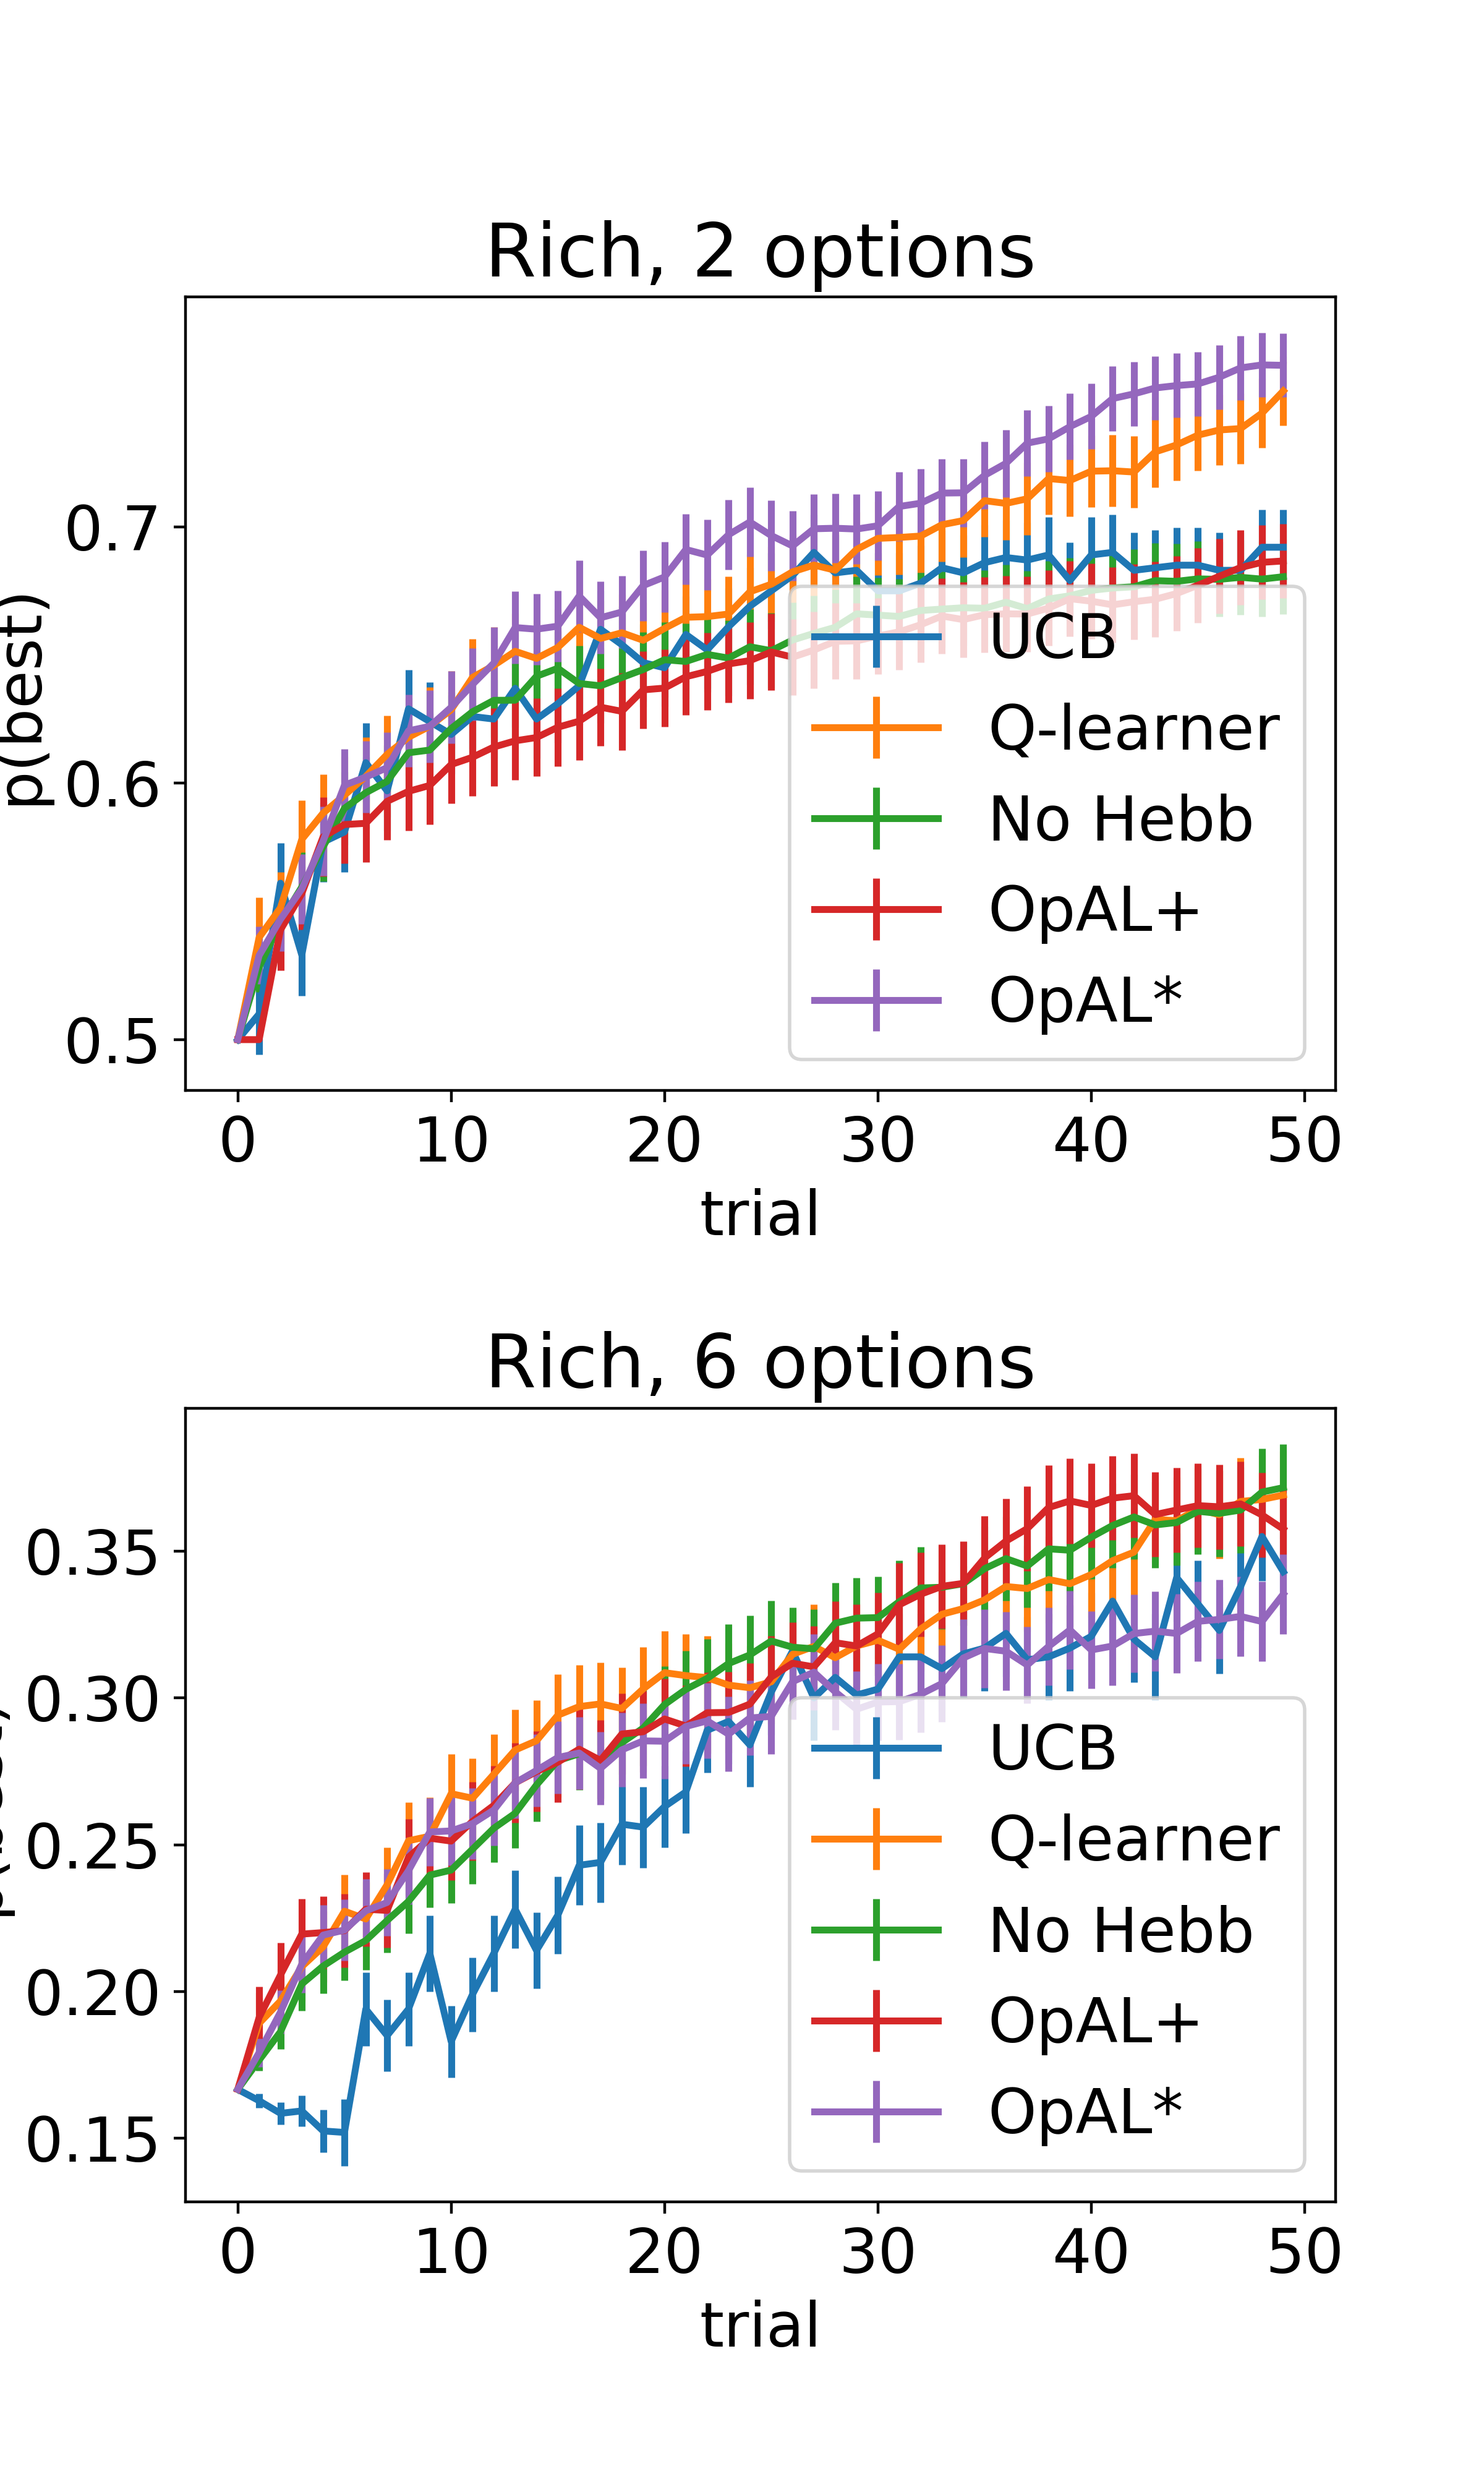 Rich, 2 options
p(best)
0.7
0.6
0.5
UCB
Q-learner
No Hebb
OpAL+
OpAL*
0 10 20 30 40 50
trial
Rich, 6 options
0.35
0.30
0.25
0.20
0.15
UCB
Q-learner
No Hebb
OpAL+
OpAL*
0 10 20 30 40 50
trial